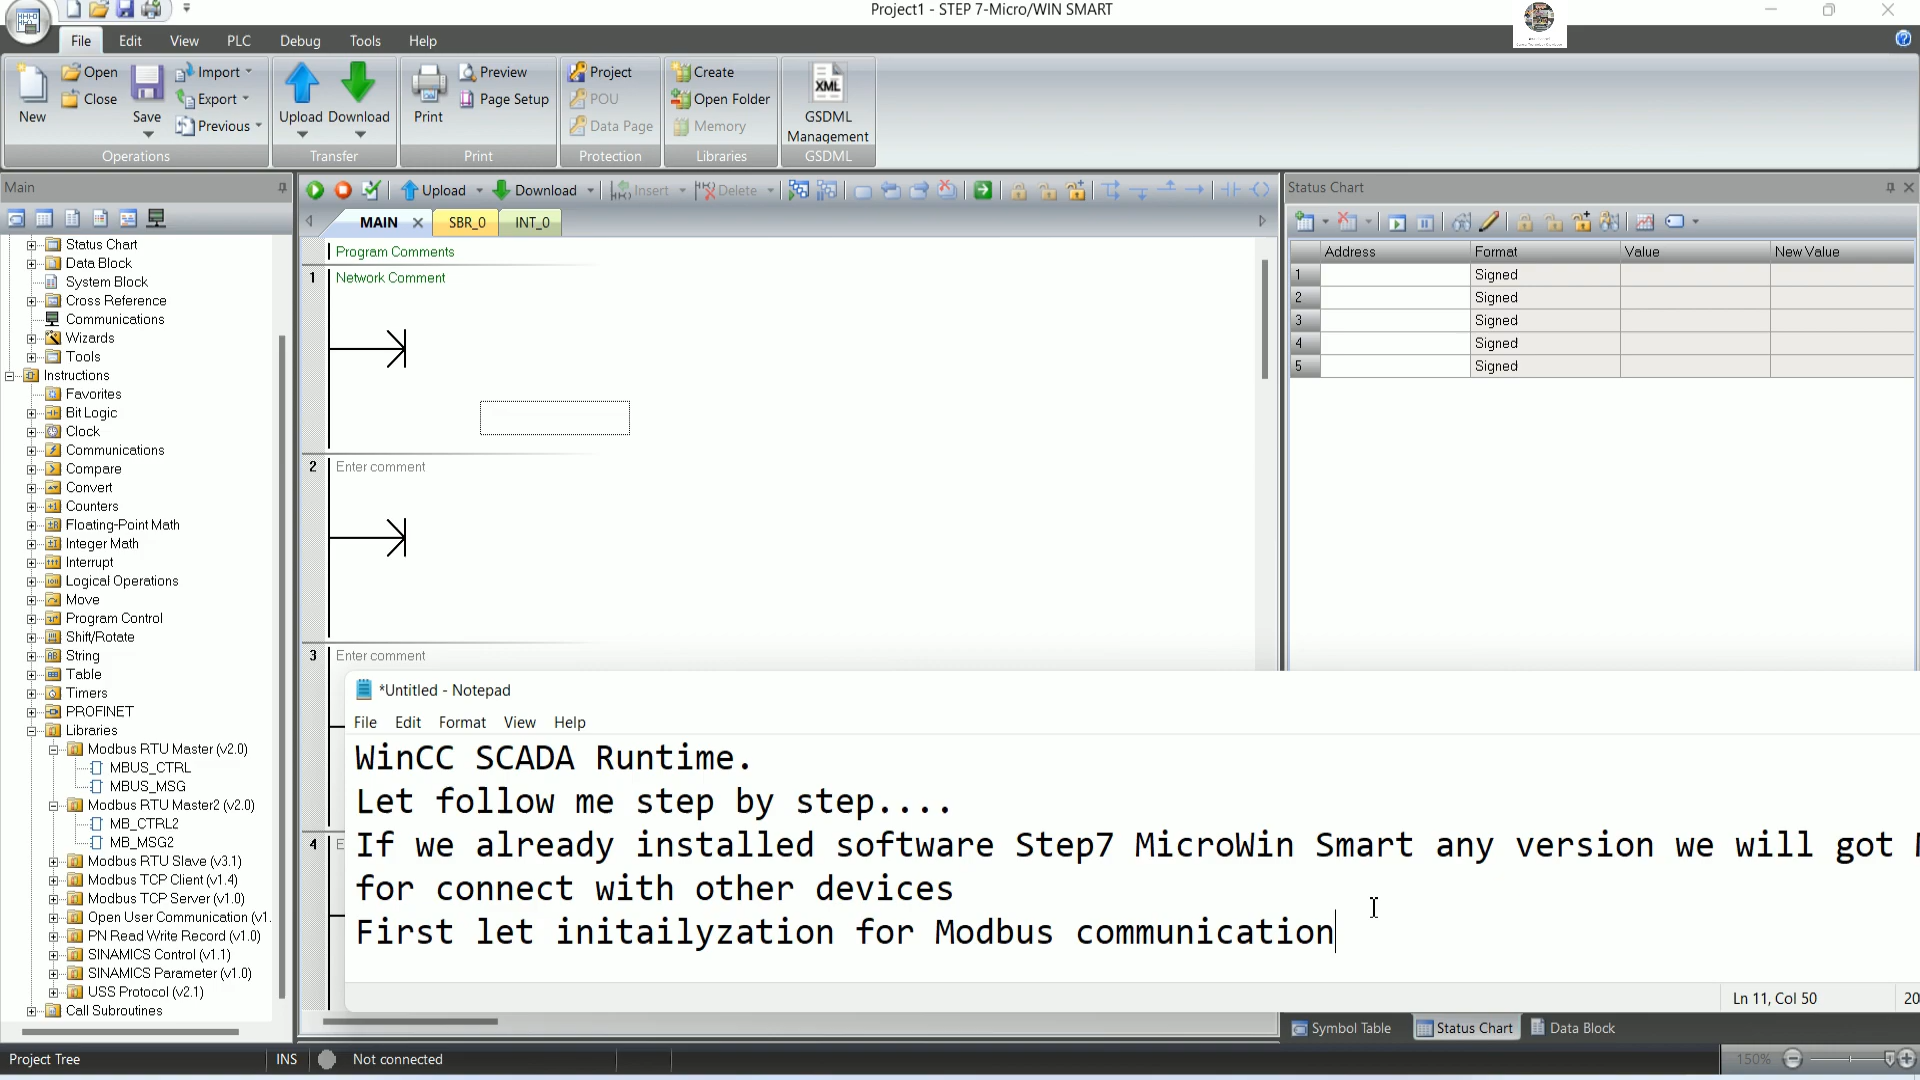 Project1 - STEP 7-Micro/WIN SMART
File Edit View PLC Debug Tools Help
New Open Close Save Import Export Previous
Upload Download
Print Preview Page Setup
Project POU Data Page
Create Open Folder Memory
XML
GSDML Management
Operations Transfer Print Protection Libraries GSDML
Main
Status Chart
Data Block
System Block
Cross Reference
Communications
Wizards
Tools
Instructions
Favorites
Bit Logic
Clock
Communications
Compare
Convert
Counters
Floating-Point Math
Integer Math
Interrupt
Logical Operations
Move
Program Control
Shift/Rotate
String
Table
Timers
PROFINET
Libraries
Modbus RTU Master (v2.0)
MBUS_CTRL
MBUS_MSG
Modbus RTU Master2 (v2.0)
MB_CTRL2
MB_MSG2
Modbus RTU Slave (v3.1)
Modbus TCP Client (v1.4)
Modbus TCP Server (v1.0)
Open User Communication (v1.
PN Read Write Record (v1.0)
SINAMICS Control (v1.1)
SINAMICS Parameter (v1.0)
USS Protocol (v2.1)
Call Subroutines
Upload Download Insert Delete
MAIN SBR_0 INT_0
Program Comments
1 Network Comment
2 Enter comment
3 Enter comment
4 E
Status Chart
Address Format Value New Value
1 Signed
2 Signed
3 Signed
4 Signed
5 Signed
*Untitled - Notepad
File Edit Format View Help
WinCC SCADA Runtime.
Let follow me step by step....
If we already installed software Step7 MicroWin Smart any version we will got
for connect with other devices
First let initailyzation for Modbus communication
Ln 11, Col 50
20
Symbol Table Status Chart Data Block
Project Tree INS Not connected 150%